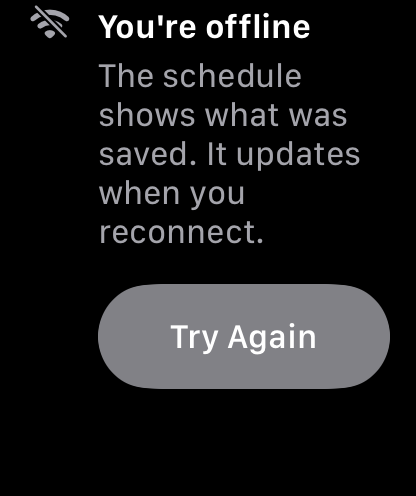 You're offline
The schedule
shows what was
saved. It updates
when you
reconnect.
Try Again